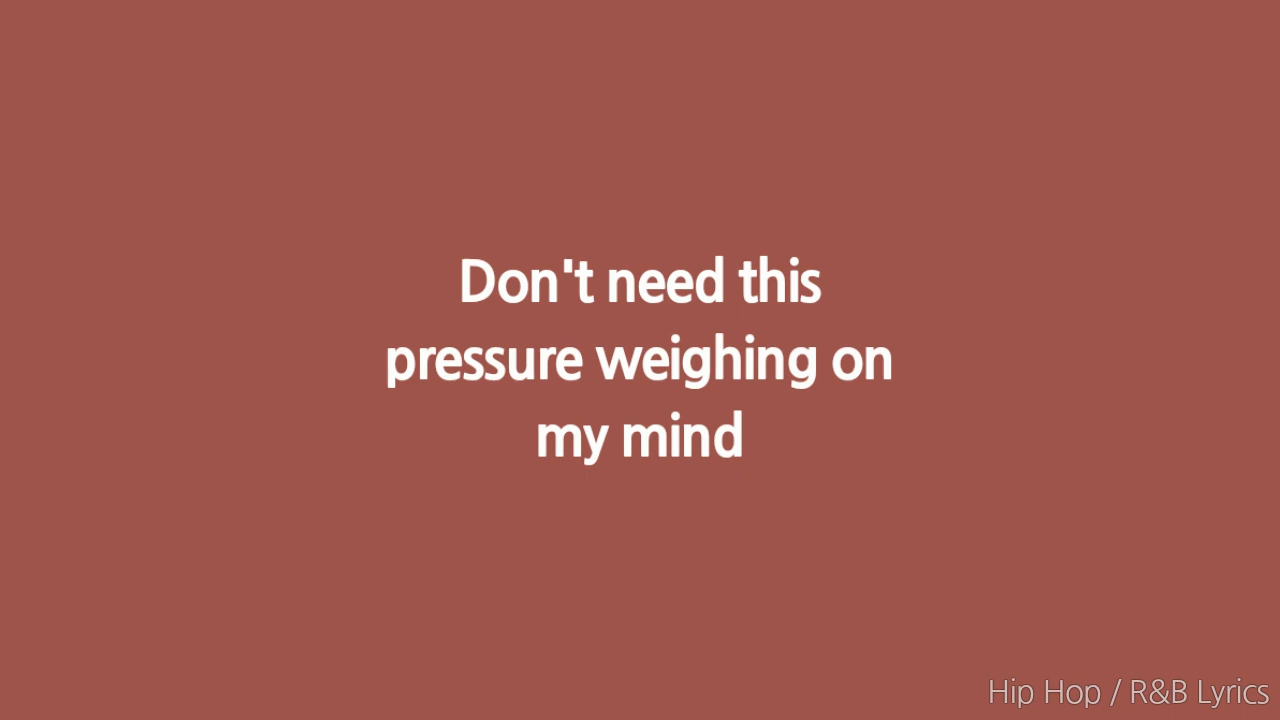 Don't need this
pressure weighing on
my mind
Hip Hop / R&B Lyrics